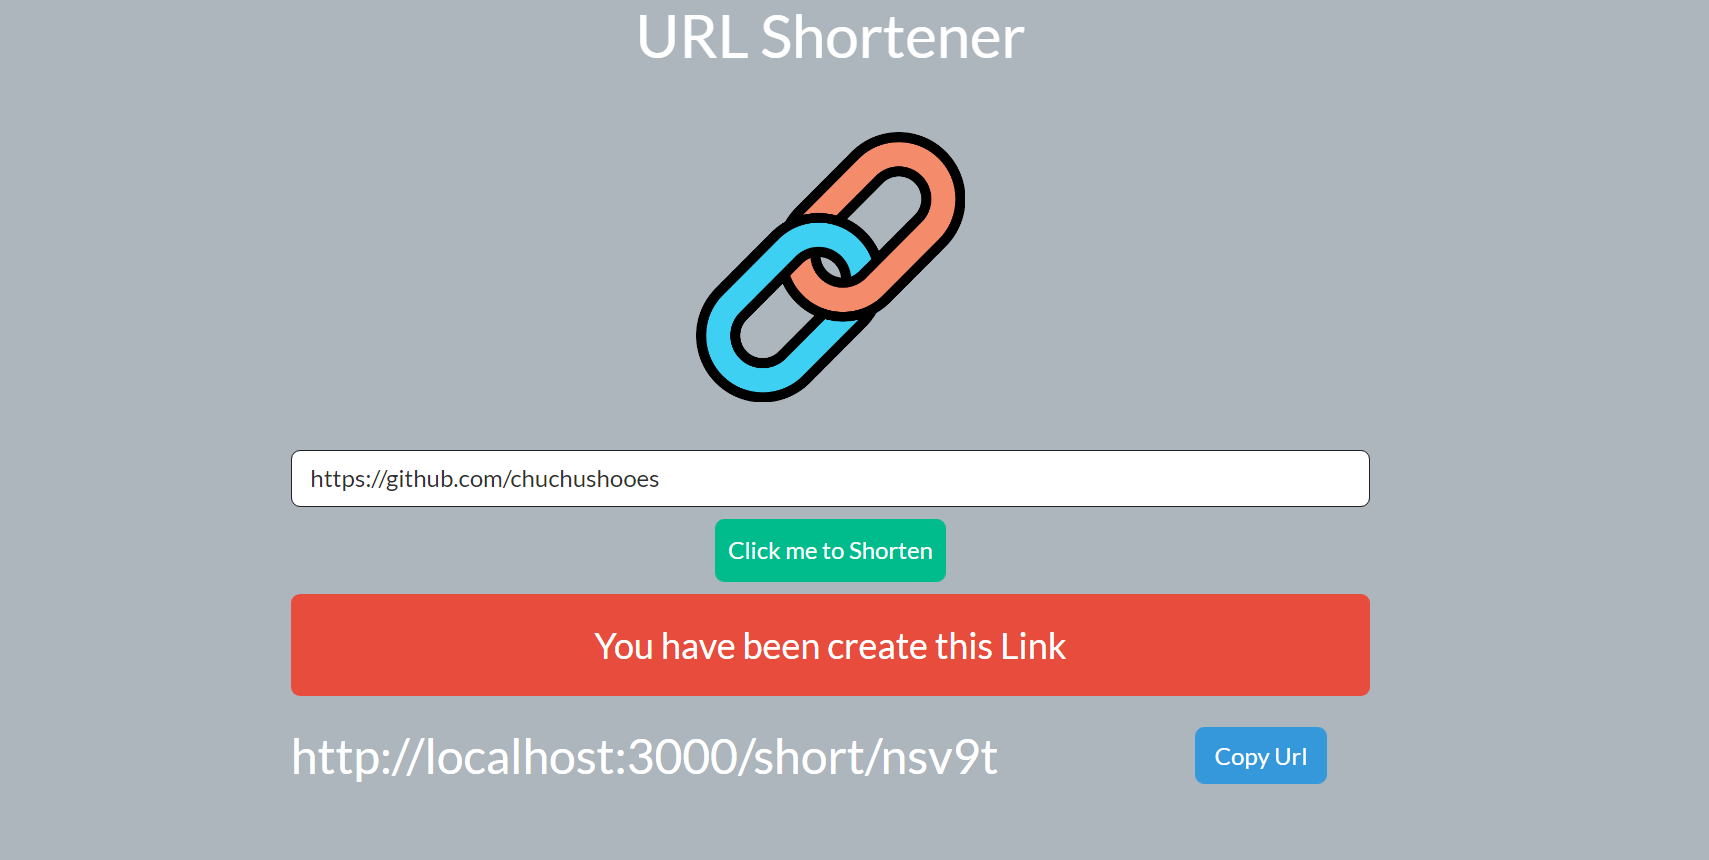 URL Shortener
https://github.com/chuchushooes
Click me to Shorten
You have been create this Link
http://localhost:3000/short/nsv9t
Copy Url